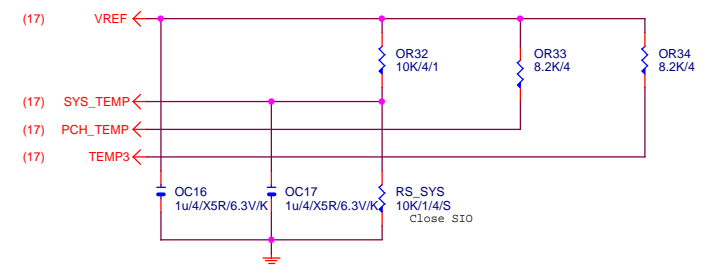 (17) VREF
OR32
10K/4/1
OR33
8.2K/4
OR34
8.2K/4
(17) SYS_TEMP
(17) PCH_TEMP
(17) TEMP3
OC16
1u/4/X5R/6.3V/K
OC17
1u/4/X5R/6.3V/K
RS_SYS
10K/1/4/S
Close SIO